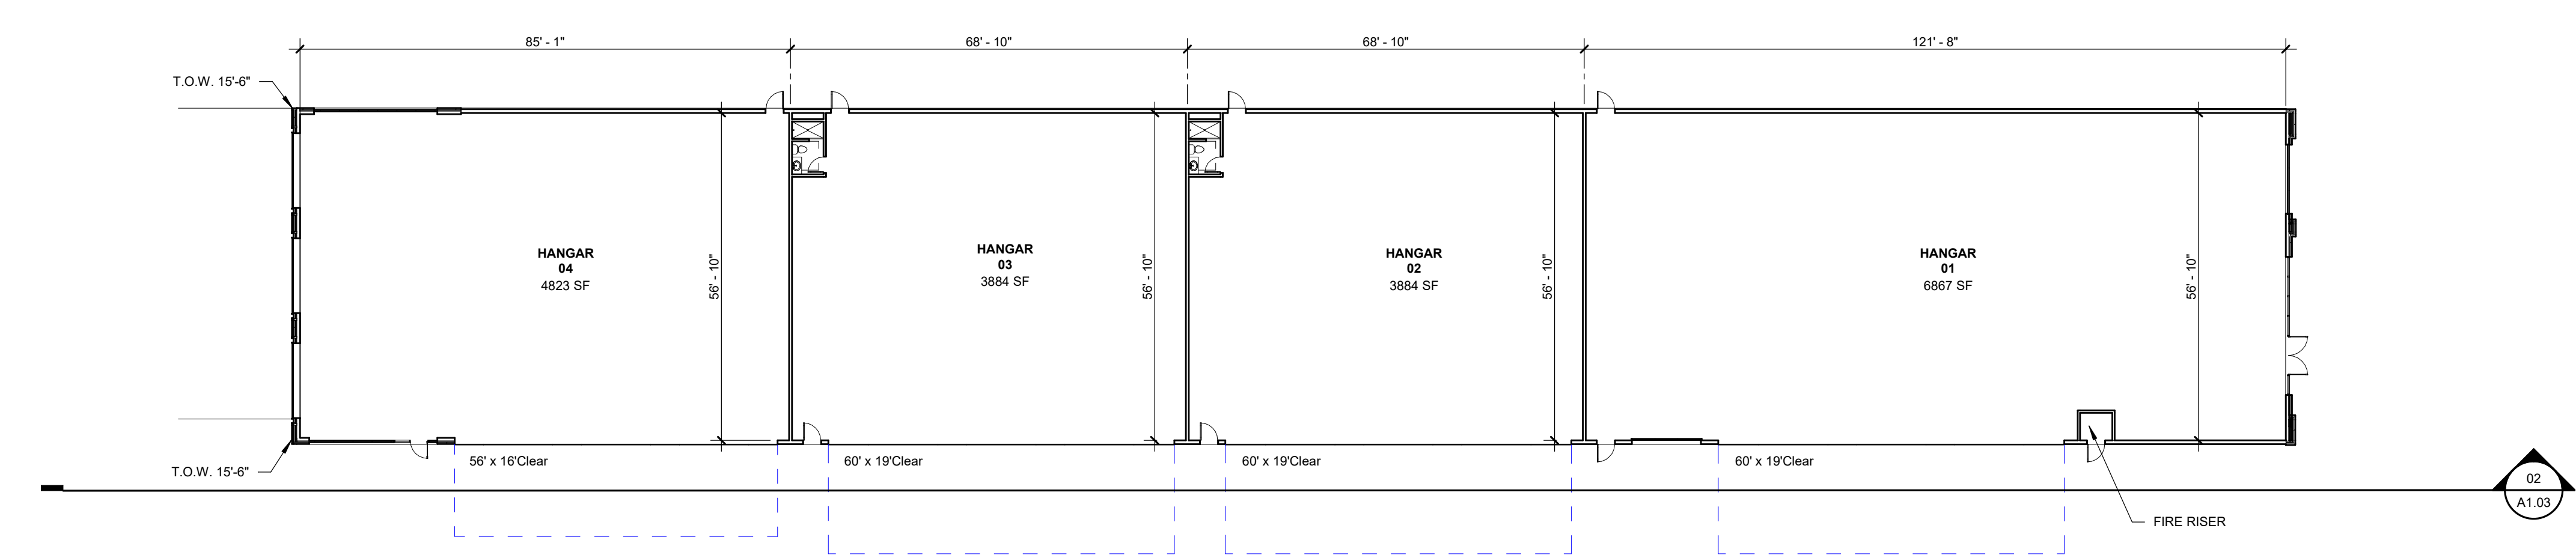 85' - 1"
68' - 10"
68' - 10"
121' - 8"
T.O.W. 15'-6"
HANGAR
04
4823 SF
56' - 10"
HANGAR
03
3884 SF
56' - 10"
HANGAR
02
3884 SF
56' - 10"
HANGAR
01
6867 SF
56' - 10"
T.O.W. 15'-6"
56' x 16'Clear
60' x 19'Clear
60' x 19'Clear
60' x 19'Clear
02
A1.03
FIRE RISER